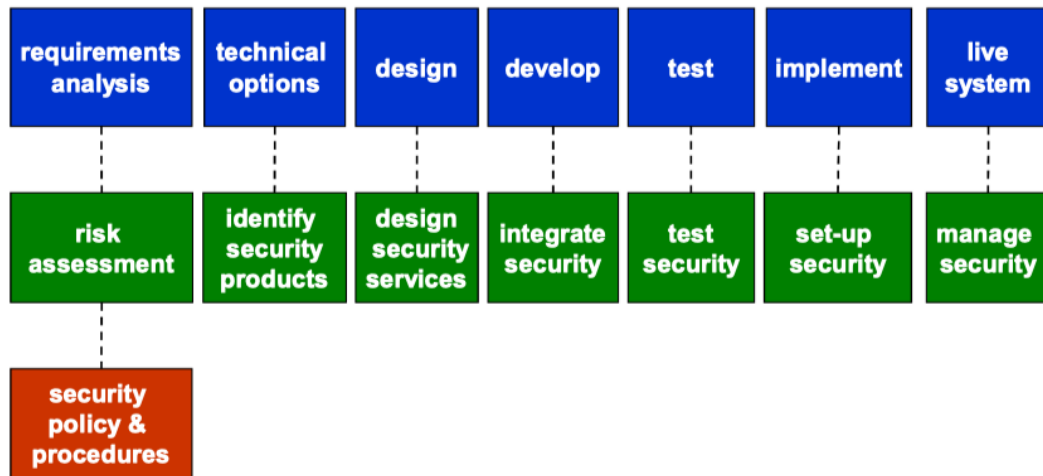 requirements
analysis
technical
options
design
develop
test
implement
live
system
risk
assessment
identify
security
products
design
security
services
integrate
security
test
security
set-up
security
manage
security
security
policy &
procedures